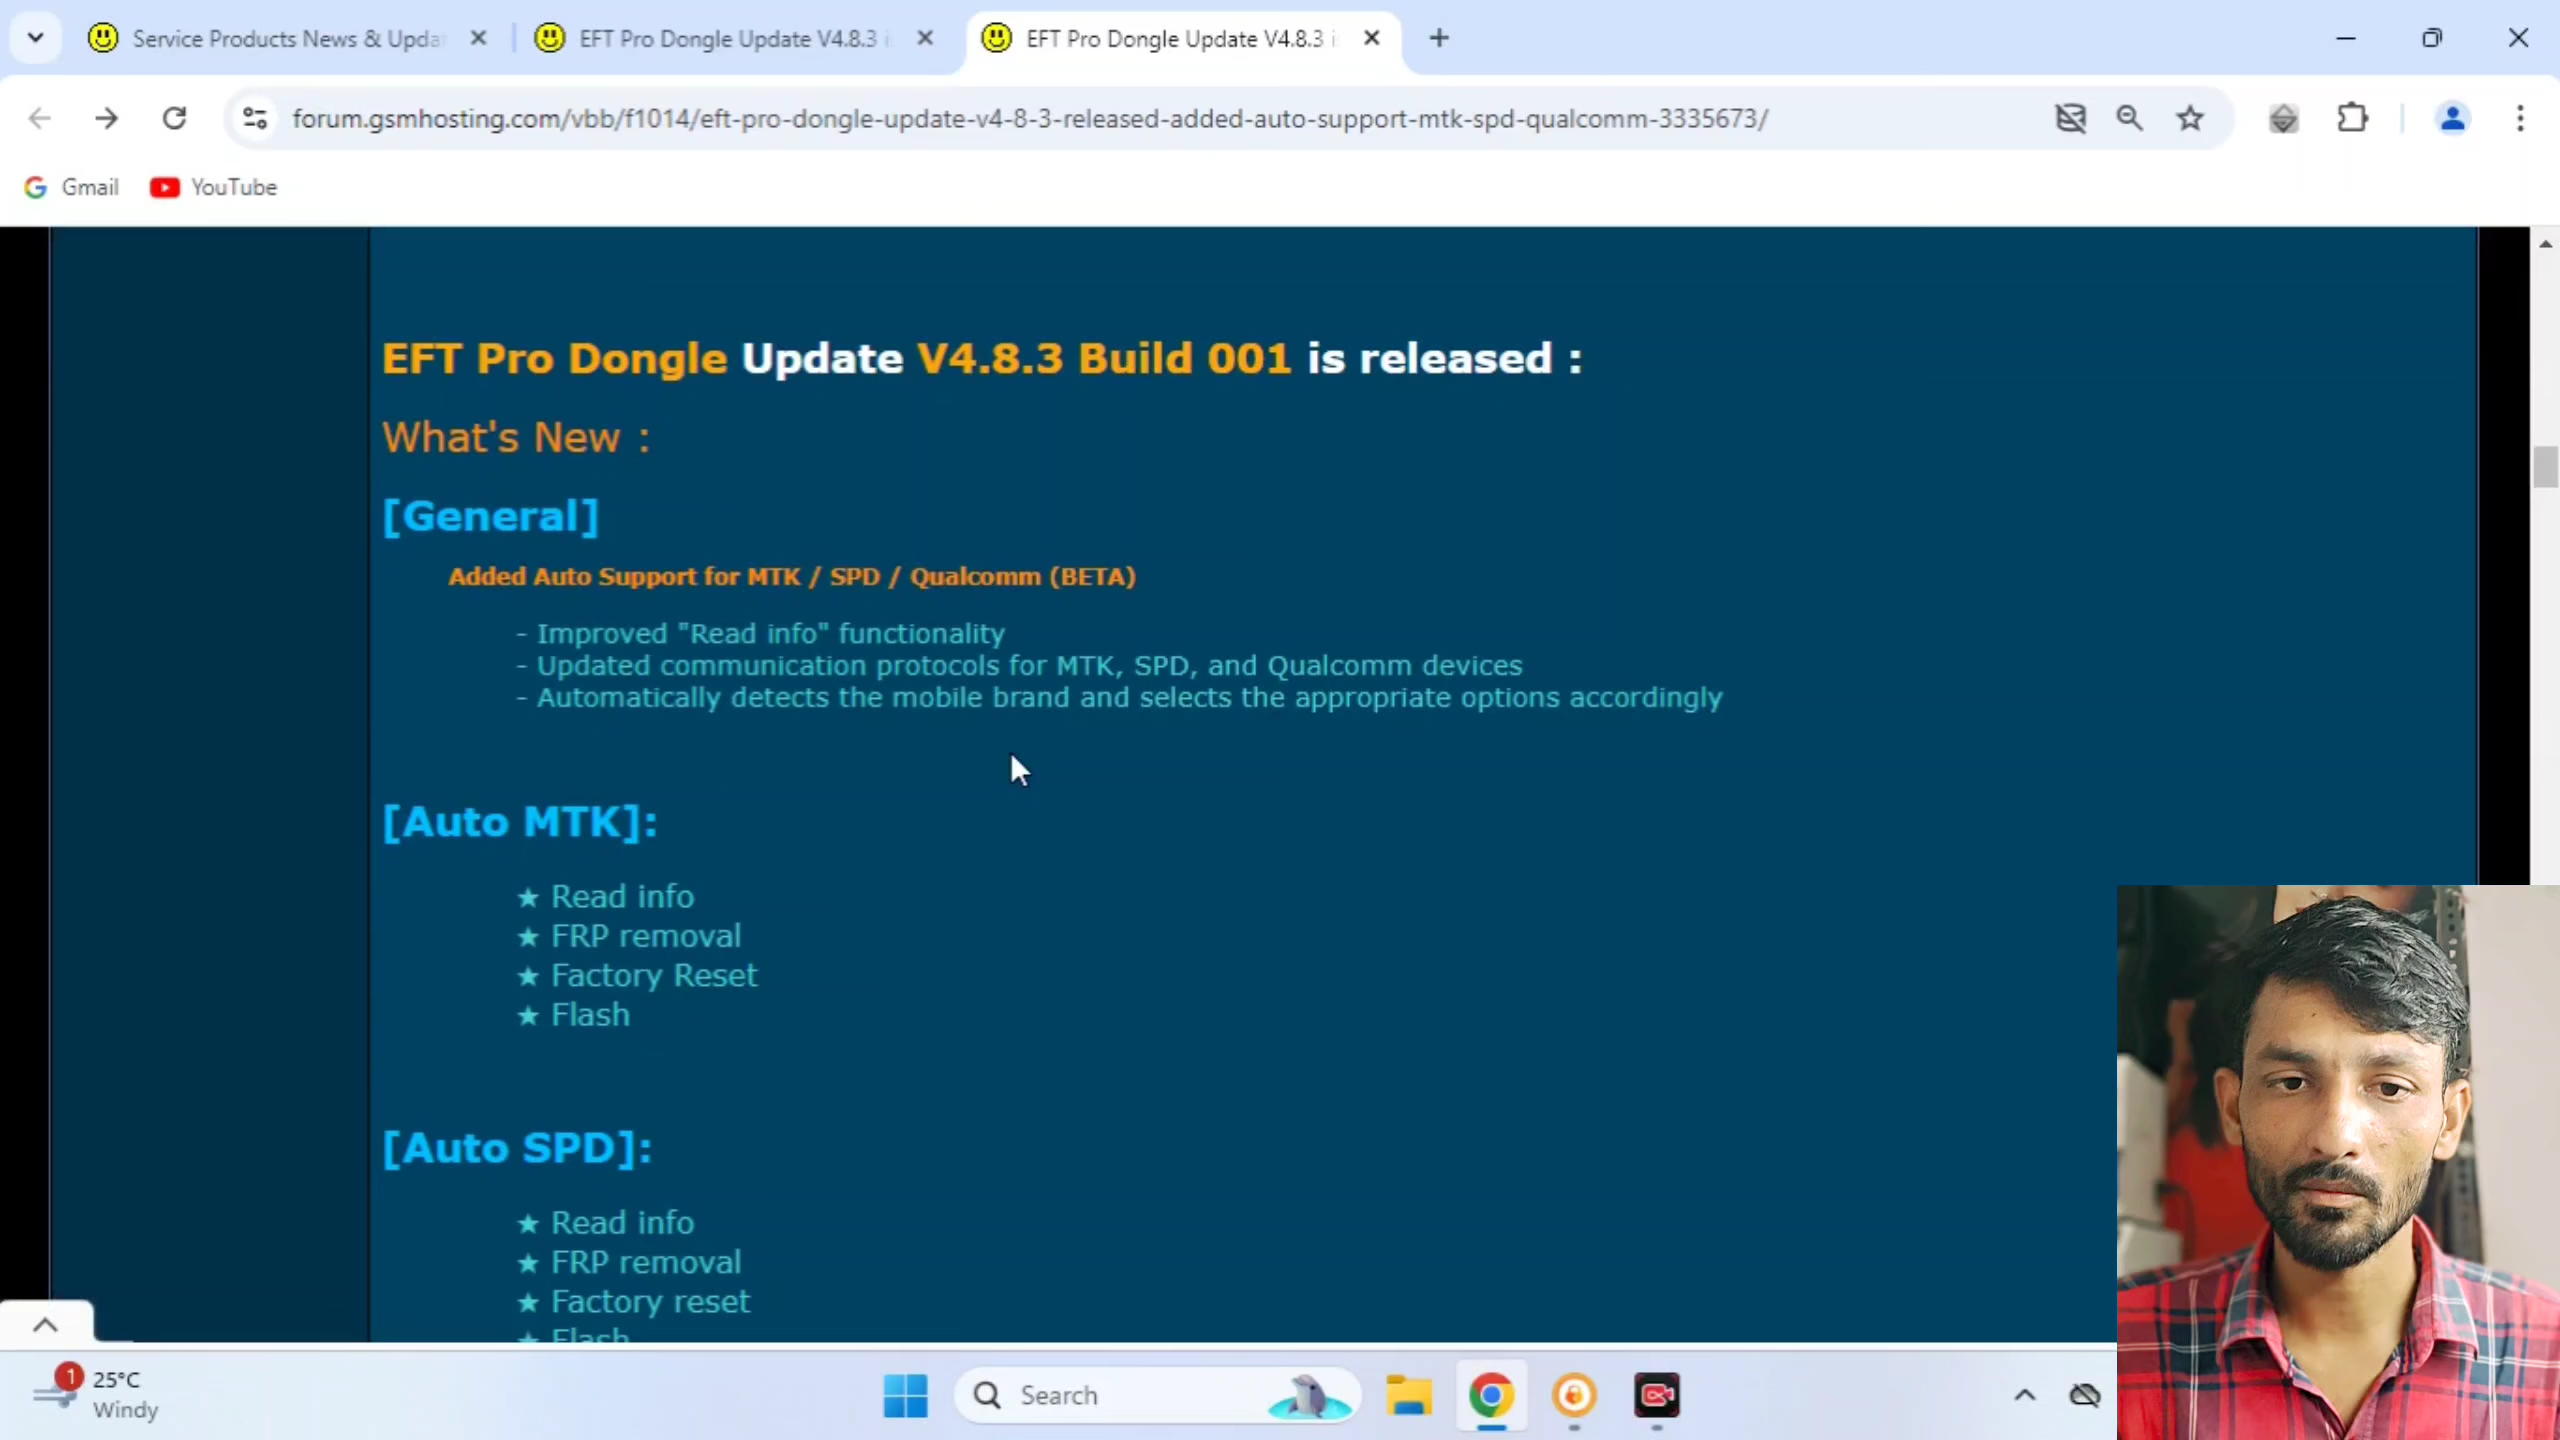 Service Products News & Upda
EFT Pro Dongle Update V4.8.3 i
EFT Pro Dongle Update V4.8.3 i
forum.gsmhosting.com/vbb/f1014/eft-pro-dongle-update-v4-8-3-released-added-auto-support-mtk-spd-qualcomm-3335673/
Gmail
YouTube
EFT Pro Dongle Update V4.8.3 Build 001 is released :
What's New :
[General]
Added Auto Support for MTK / SPD / Qualcomm (BETA)
- Improved "Read info" functionality
- Updated communication protocols for MTK, SPD, and Qualcomm devices
- Automatically detects the mobile brand and selects the appropriate options accordingly
[Auto MTK]:
★ Read info
★ FRP removal
★ Factory Reset
★ Flash
[Auto SPD]:
★ Read info
★ FRP removal
★ Factory reset
★ Flash
1
25°C
Windy
Search